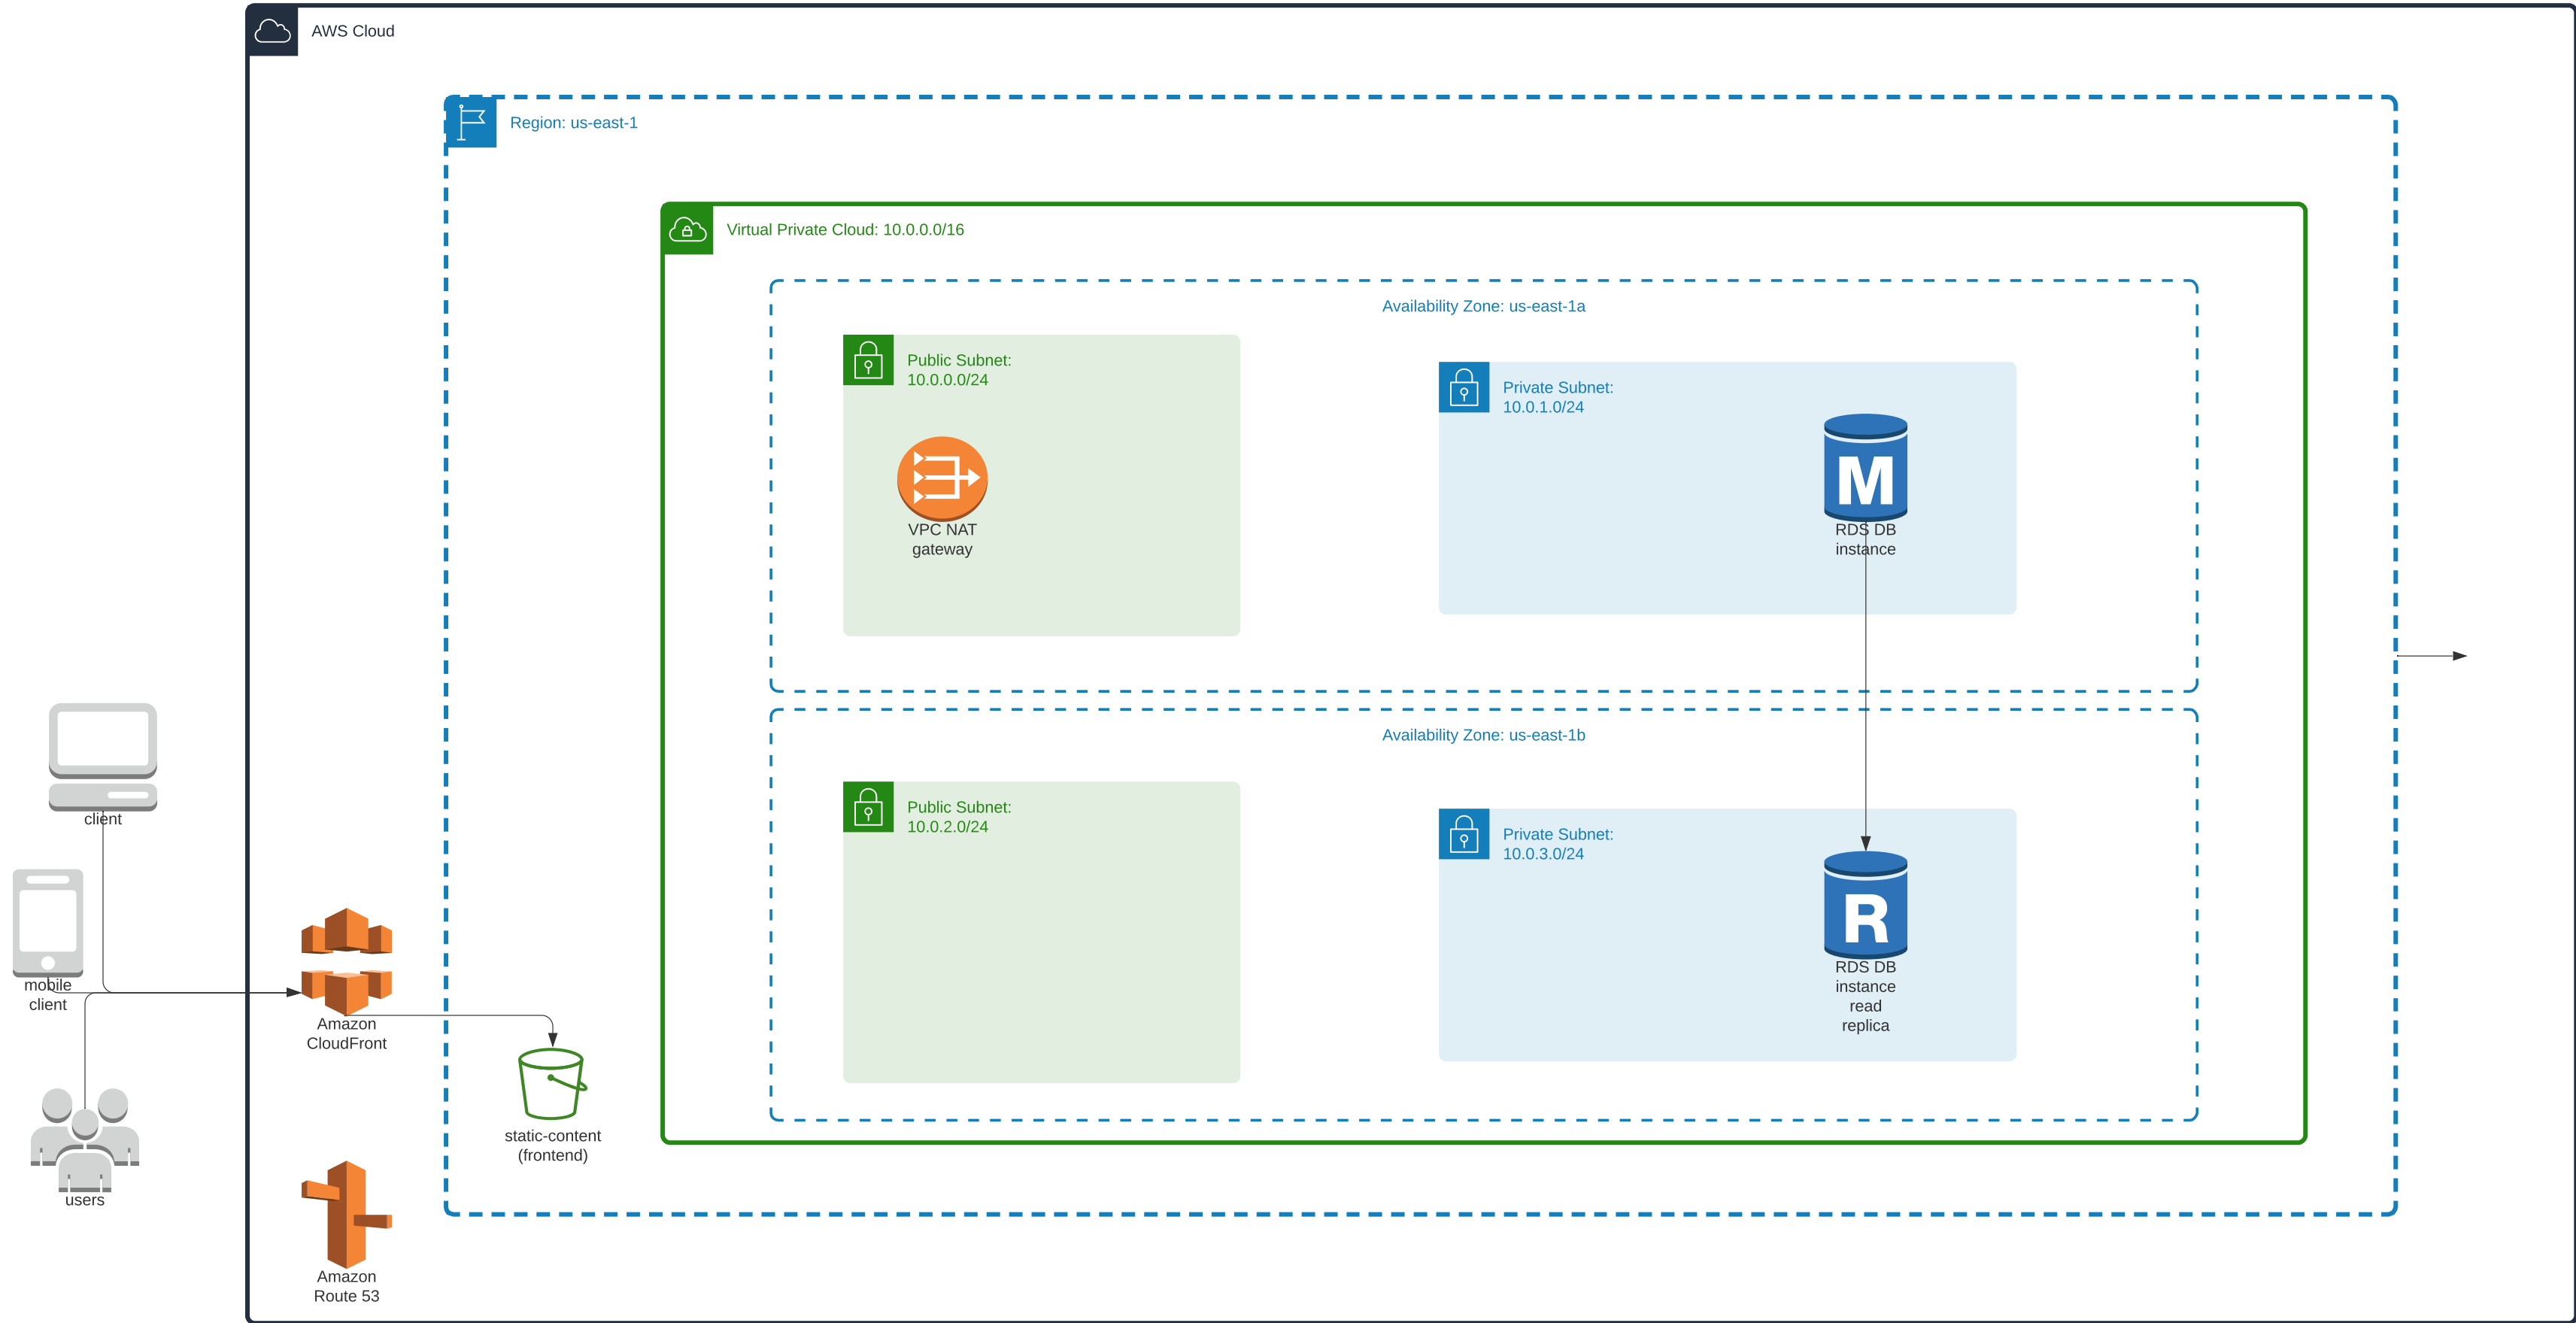 AWS Cloud
Region: us-east-1
Virtual Private Cloud: 10.0.0.0/16
Availability Zone: us-east-1a
Public Subnet:
10.0.0.0/24
Private Subnet:
10.0.1.0/24
M
VPC NAT
gateway
RDS DB
instance
Availability Zone: us-east-1b
Public Subnet:
10.0.2.0/24
Private Subnet:
10.0.3.0/24
R
RDS DB
instance
read
replica
client
mobile
client
users
Amazon
CloudFront
static-content
(frontend)
Amazon
Route 53